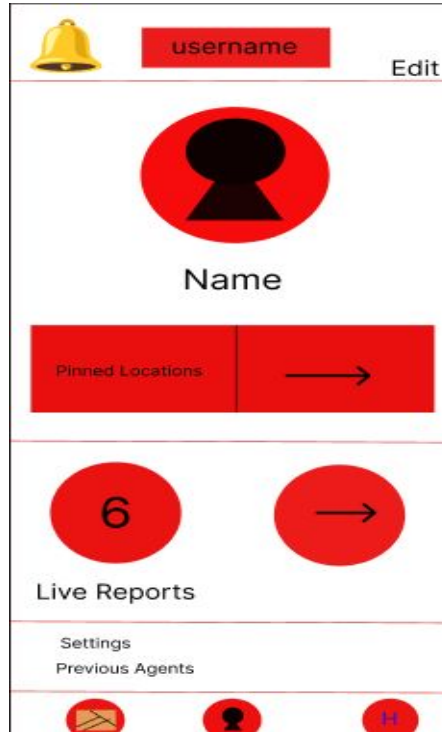 username
Edit
Name
Pinned Locations
6
Live Reports
Settings
Previous Agents
H